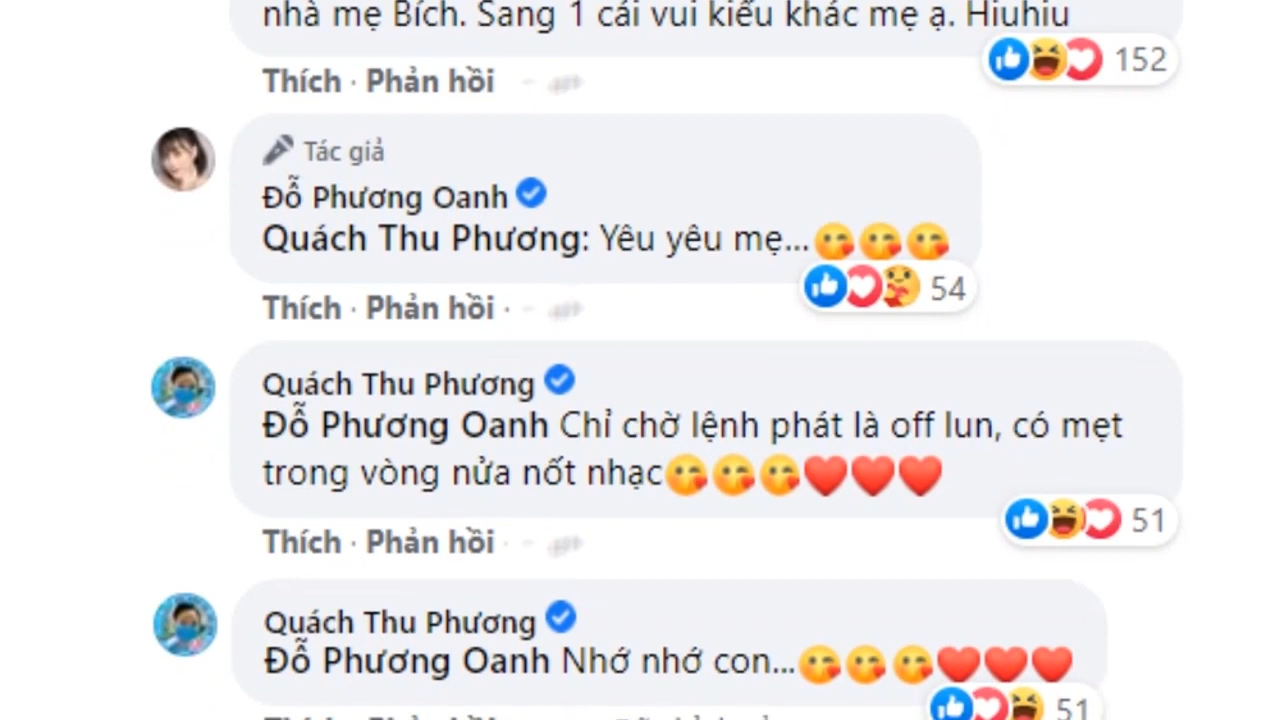 nhà mẹ Bích. Sang 1 cái vui kiểu khác mẹ ạ. Hiuhiu
152
Thích · Phản hồi
Tác giả
Đỗ Phương Oanh
Quách Thu Phương: Yêu yêu mẹ...😘😘😘
54
Thích · Phản hồi ·
Quách Thu Phương
Đỗ Phương Oanh Chỉ chờ lệnh phát là off lun, có mẹt
trong vòng nửa nốt nhạc😘😘😘❤️❤️❤️
51
Thích · Phản hồi ·
Quách Thu Phương
Đỗ Phương Oanh Nhớ nhớ con...😘😘😘❤️❤️❤️
51
Thích · Phản hồi